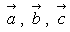 a⃗ , b⃗ , c⃗